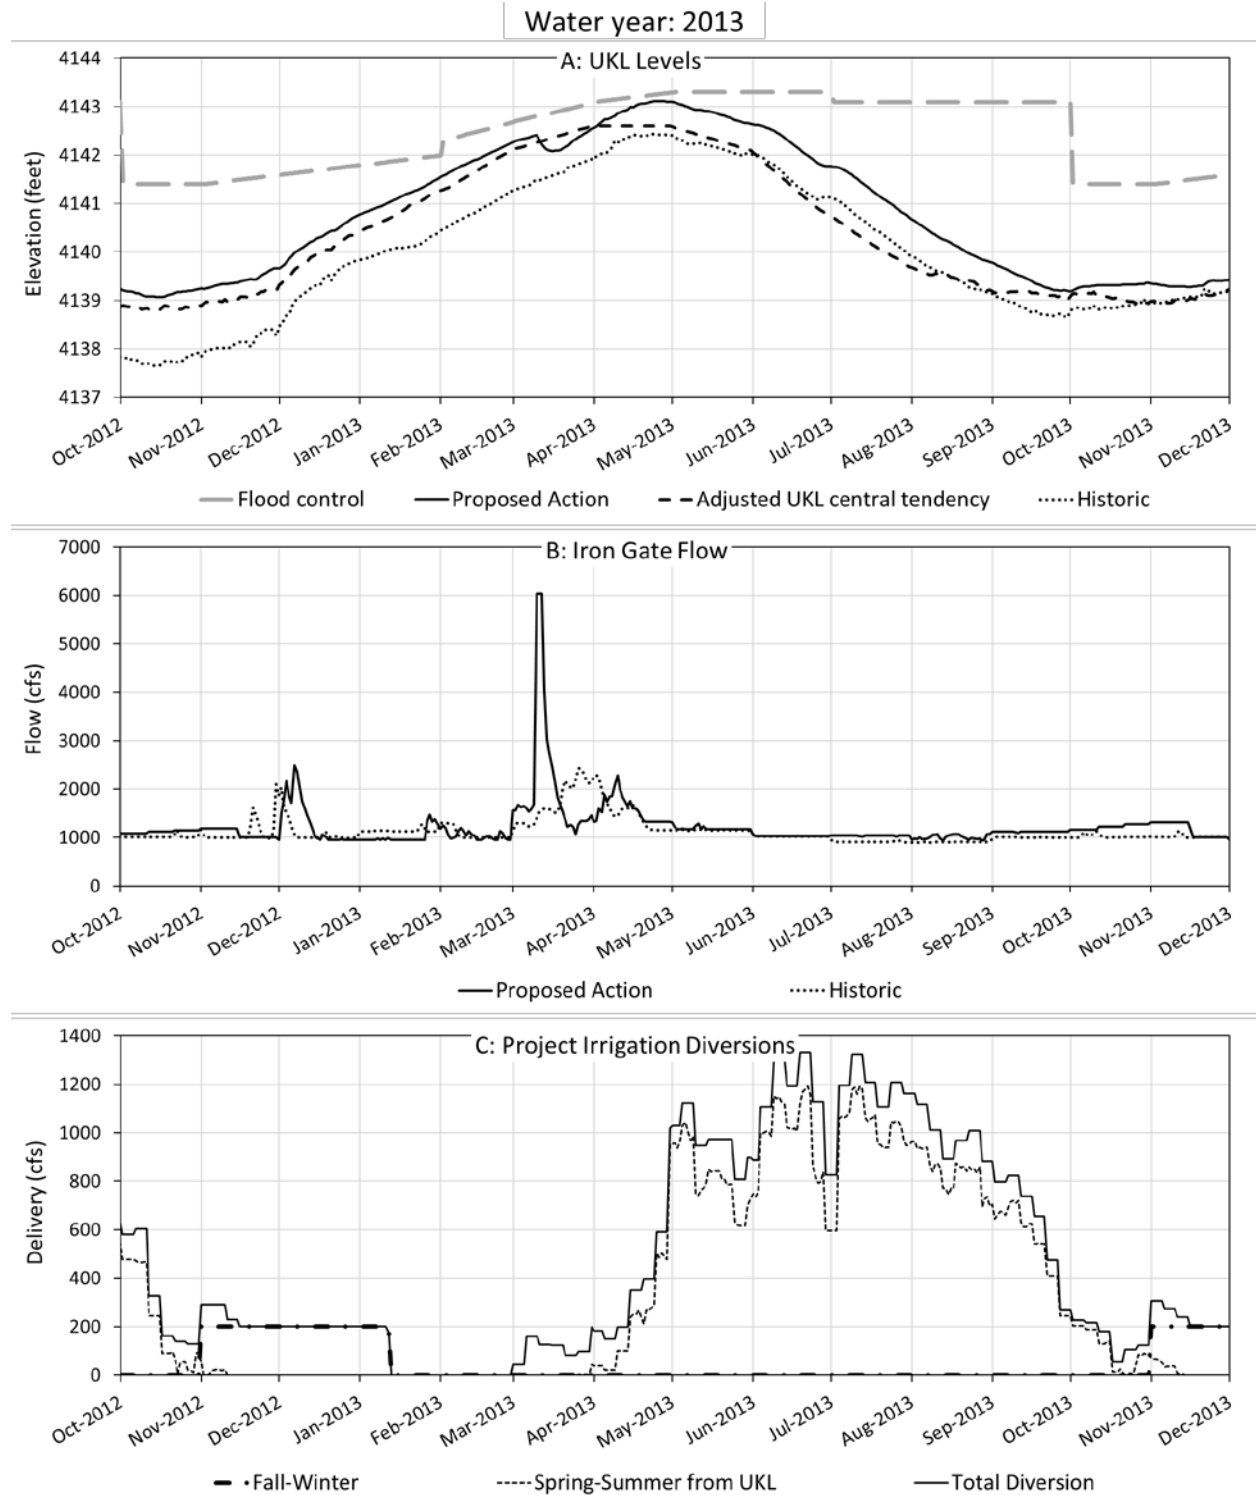 Water year: 2013
A: UKL Levels
Elevation (feet)
4144
4143
4142
4141
4140
4139
4138
4137
Oct-2012 Nov-2012 Dec-2012 Jan-2013 Feb-2013 Mar-2013 Apr-2013 May-2013 Jun-2013 Jul-2013 Aug-2013 Sep-2013 Oct-2013 Nov-2013 Dec-2013
Flood control Proposed Action Adjusted UKL central tendency Historic
B: Iron Gate Flow
Flow (cfs)
7000
6000
5000
4000
3000
2000
1000
0
Oct-2012 Nov-2012 Dec-2012 Jan-2013 Feb-2013 Mar-2013 Apr-2013 May-2013 Jun-2013 Jul-2013 Aug-2013 Sep-2013 Oct-2013 Nov-2013 Dec-2013
Proposed Action Historic
C: Project Irrigation Diversions
Delivery (cfs)
1400
1200
1000
800
600
400
200
0
Oct-2012 Nov-2012 Dec-2012 Jan-2013 Feb-2013 Mar-2013 Apr-2013 May-2013 Jun-2013 Jul-2013 Aug-2013 Sep-2013 Oct-2013 Nov-2013 Dec-2013
Fall-Winter Spring-Summer from UKL Total Diversion